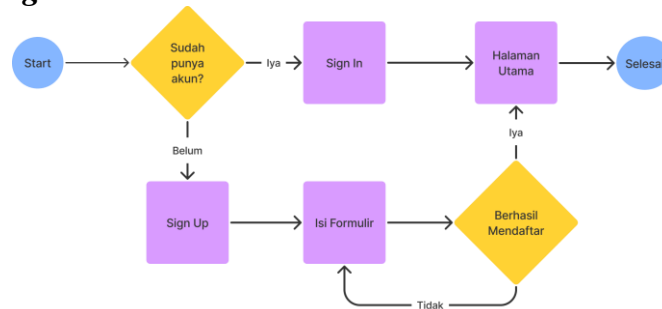 Start
Sudah
punya
akun?
Iya
Sign In
Halaman
Utama
Selesai
Belum
Iya
Sign Up
Isi Formulir
Berhasil
Mendaftar
Tidak